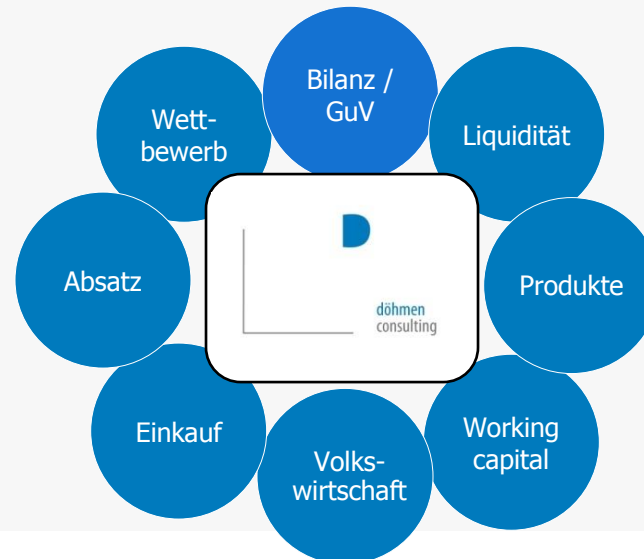 Bilanz /
GuV
Liquidität
Produkte
Working
capital
Volks-
wirtschaft
Einkauf
Absatz
Wett-
bewerb
D
döhmen
consulting